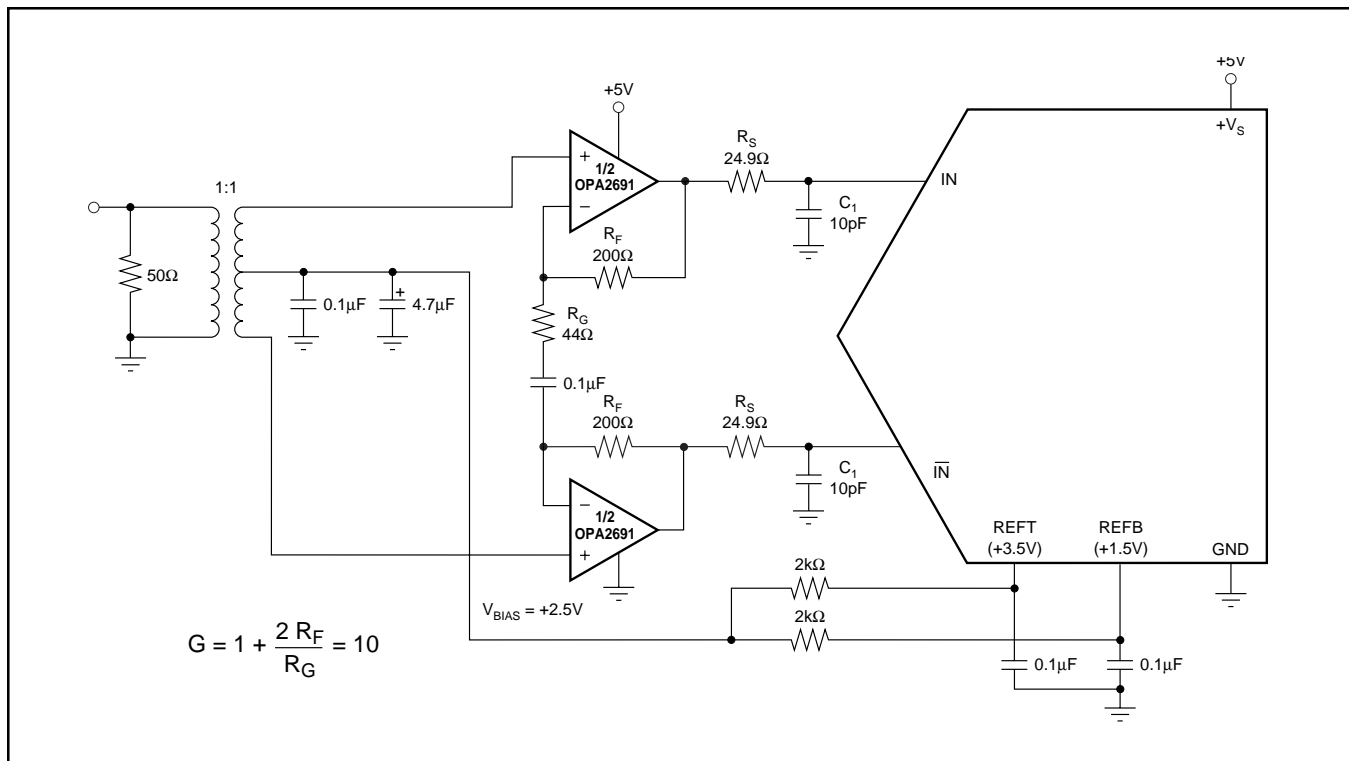 +5V
+V_S
+5V
+
1/2
OPA2691
−
R_S
24.9Ω
IN
C_1
10pF
1:1
50Ω
0.1µF
+
4.7µF
R_F
200Ω
R_G
44Ω
0.1µF
R_F
200Ω
R_S
24.9Ω
I̅N̅
C_1
10pF
−
1/2
OPA2691
+
REFT
(+3.5V)
REFB
(+1.5V)
GND
2kΩ
V_BIAS = +2.5V
2kΩ
G = 1 + 2 R_F / R_G = 10
0.1µF
0.1µF